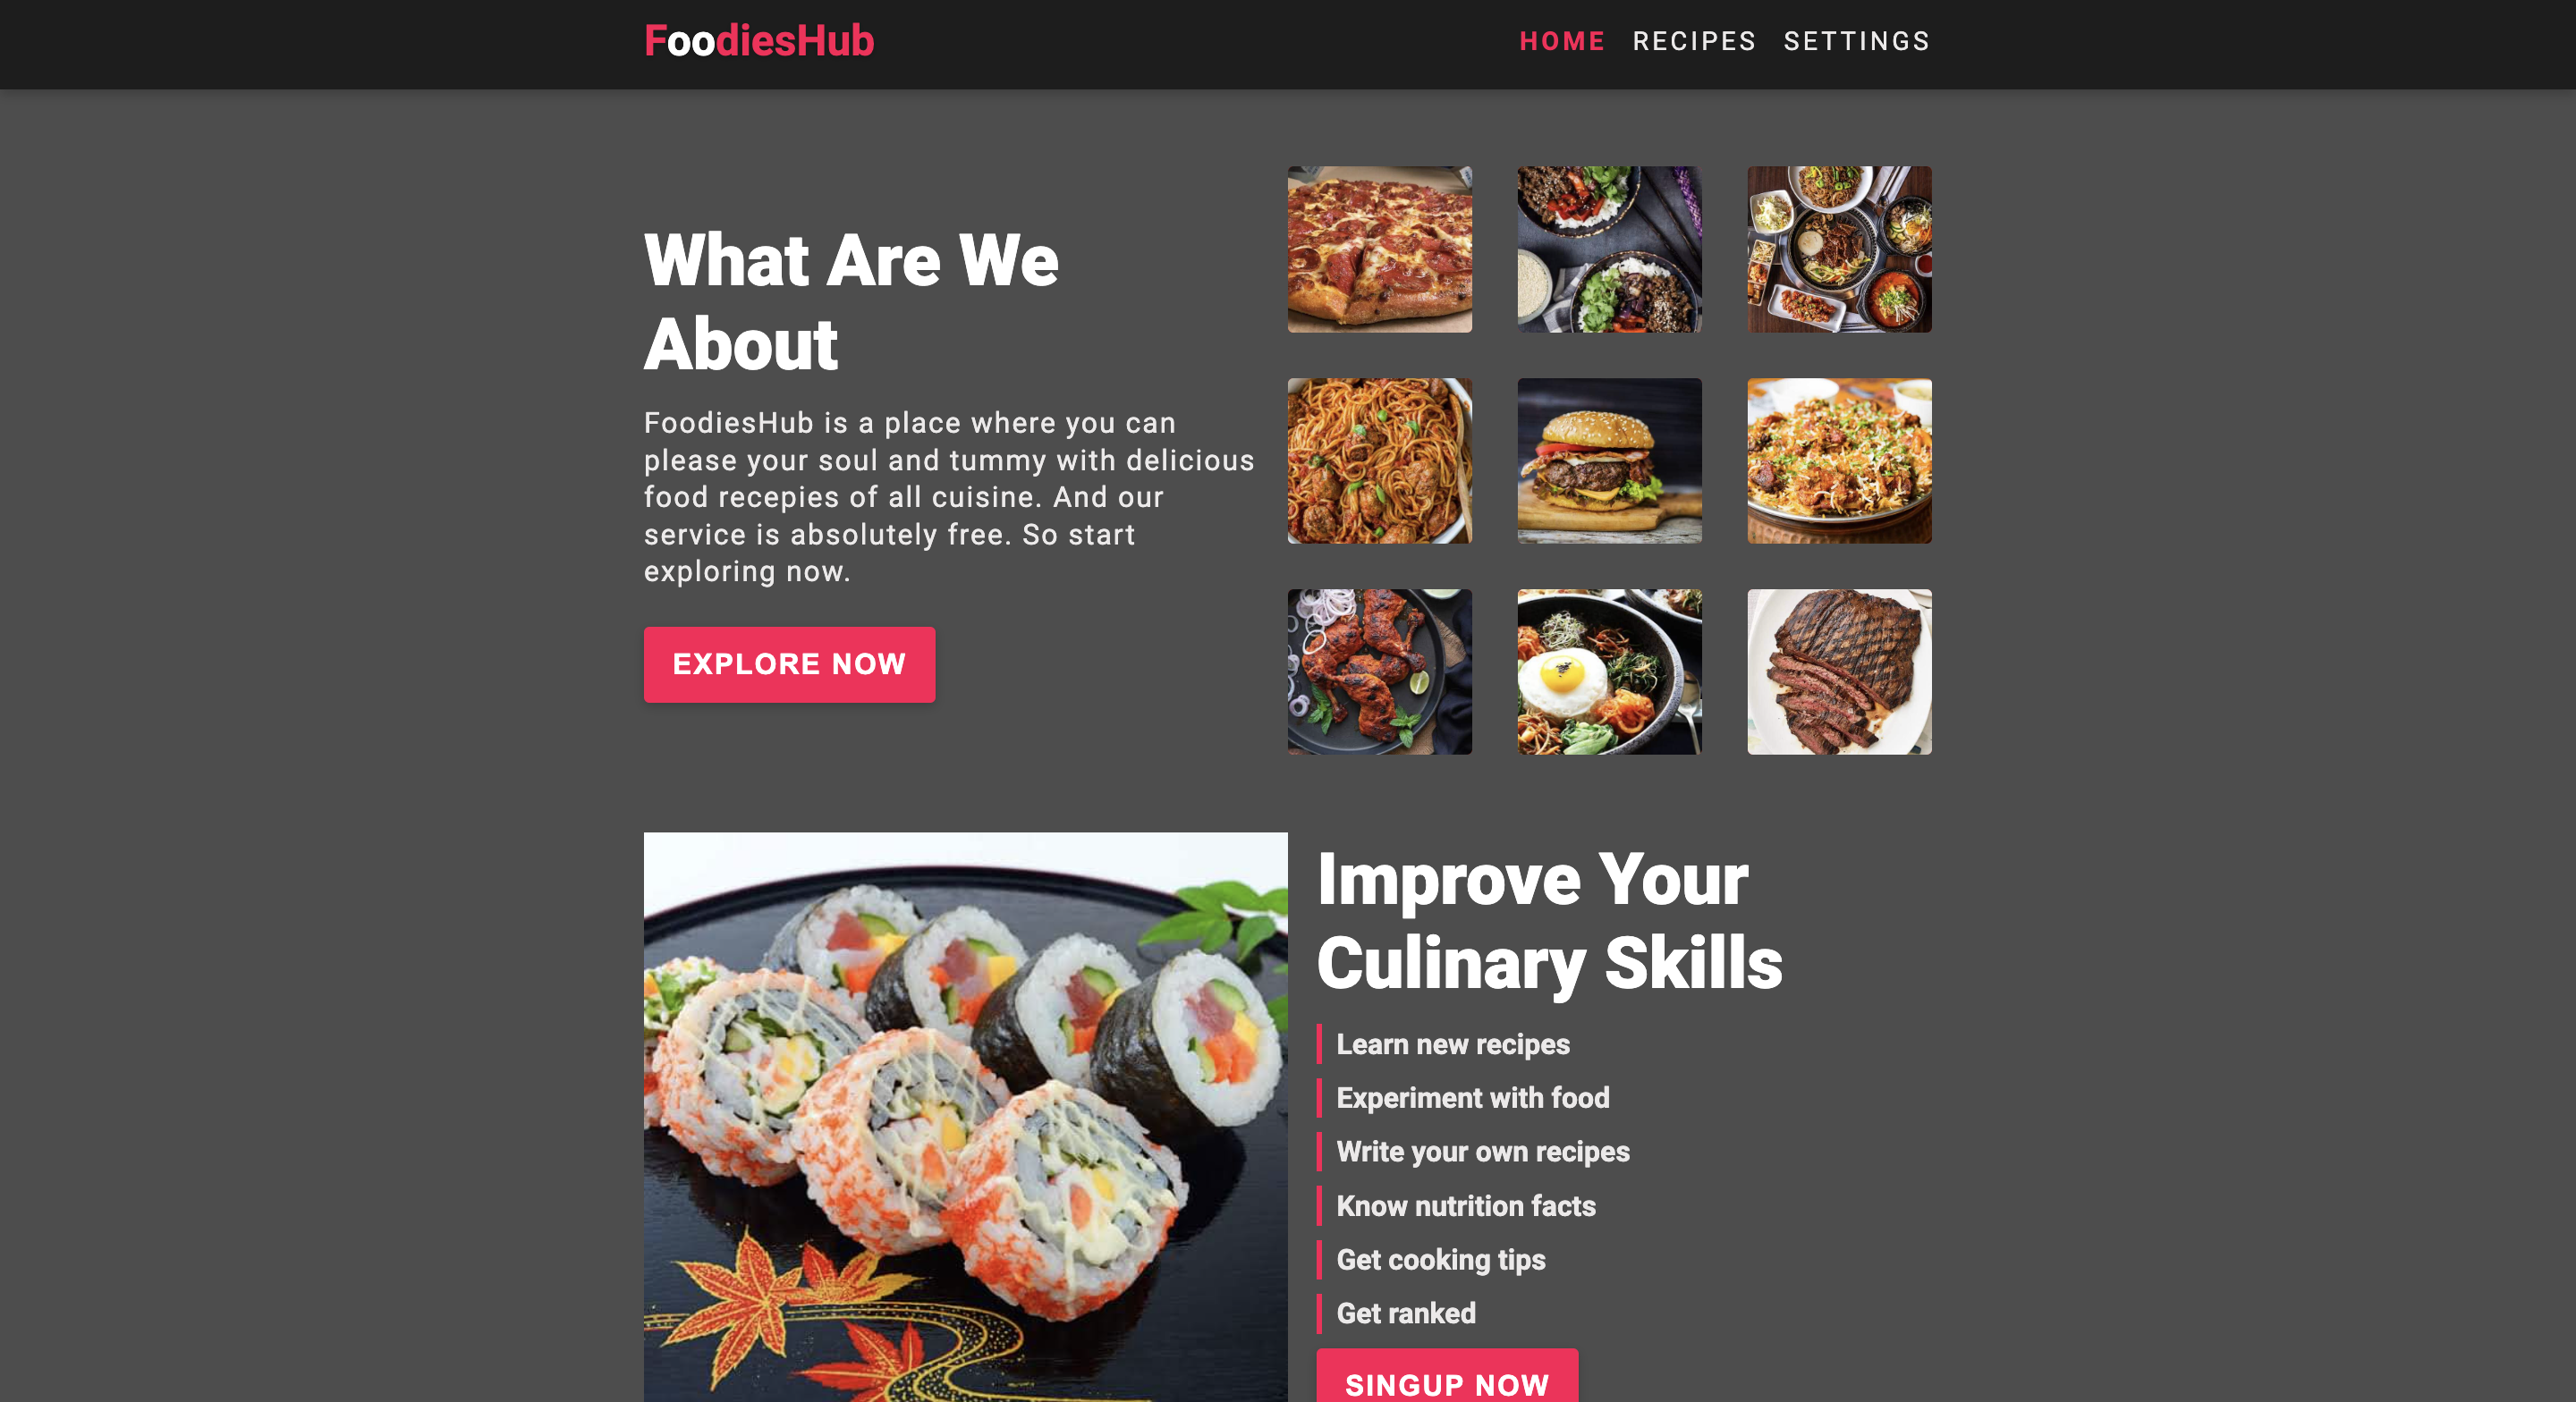 FoodiesHub
HOME RECIPES SETTINGS
What Are We
About
FoodiesHub is a place where you can
please your soul and tummy with delicious
food recepies of all cuisine. And our
service is absolutely free. So start
exploring now.
EXPLORE NOW
Improve Your
Culinary Skills
Learn new recipes
Experiment with food
Write your own recipes
Know nutrition facts
Get cooking tips
Get ranked
SINGUP NOW